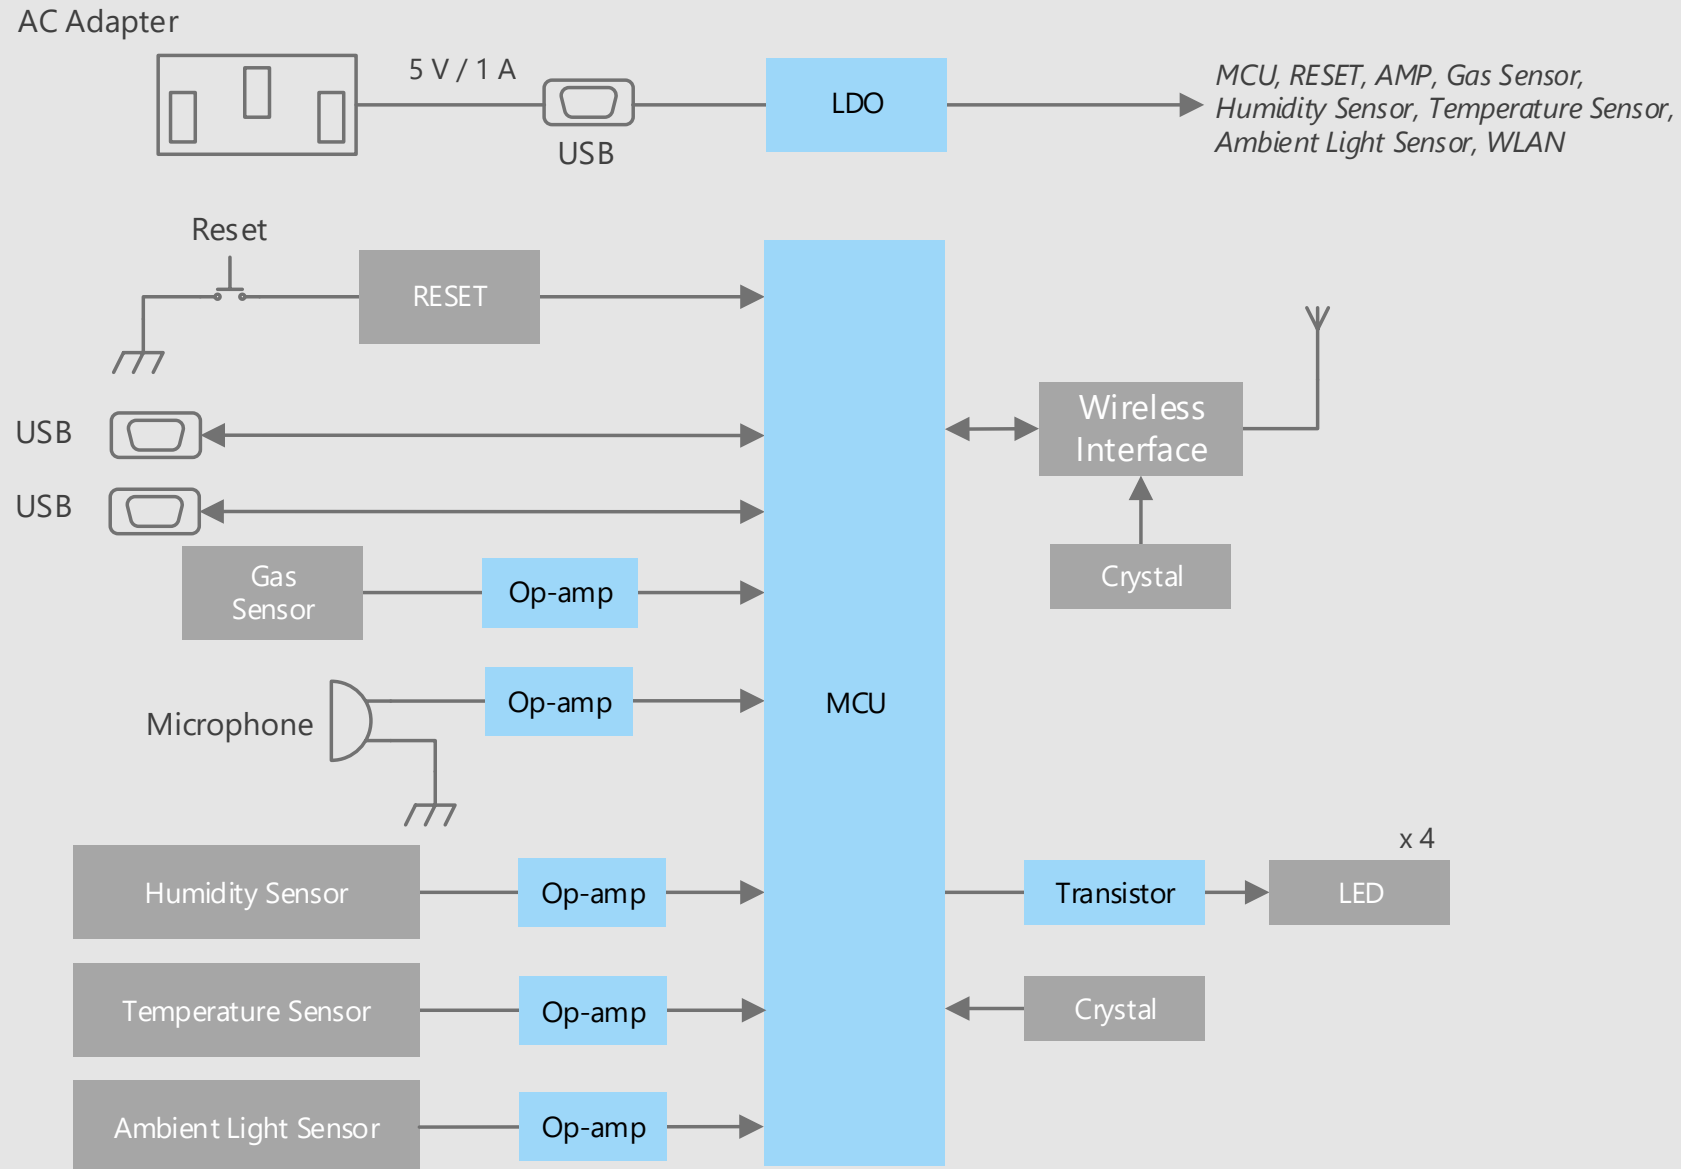 AC Adapter
5 V / 1 A
USB
LDO
MCU, RESET, AMP, Gas Sensor,
Humidity Sensor, Temperature Sensor,
Ambient Light Sensor, WLAN
Reset
RESET
USB
USB
Wireless
Interface
Crystal
Gas
Sensor
Op-amp
Microphone
Op-amp
MCU
Humidity Sensor
Op-amp
Transistor
x 4
LED
Temperature Sensor
Op-amp
Crystal
Ambient Light Sensor
Op-amp